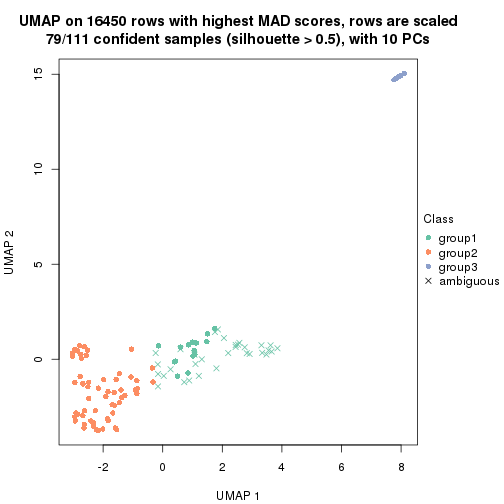 UMAP on 16450 rows with highest MAD scores, rows are scaled
79/111 confident samples (silhouette > 0.5), with 10 PCs
15
10
5
0
UMAP 2
-2
0
2
4
6
8
UMAP 1
Class
group1
group2
group3
ambiguous